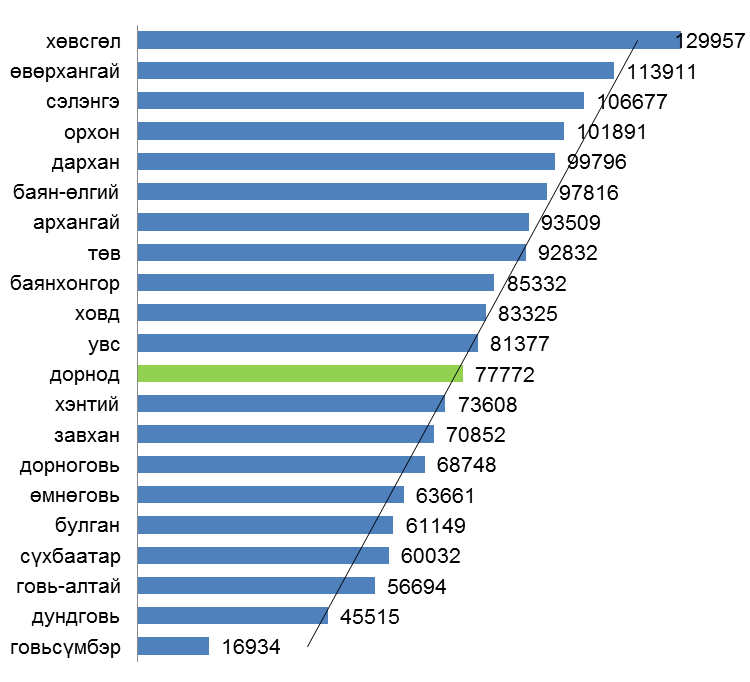 хөвсгөл 129957
өвөрхангай 113911
сэлэнгэ 106677
орхон 101891
дархан 99796
баян-өлгий 97816
архангай 93509
төв 92832
баянхонгор 85332
ховд 83325
увс 81377
дорнод 77772
хэнтий 73608
завхан 70852
дорноговь 68748
өмнөговь 63661
булган 61149
сүхбаатар 60032
говь-алтай 56694
дундговь 45515
говьсүмбэр 16934